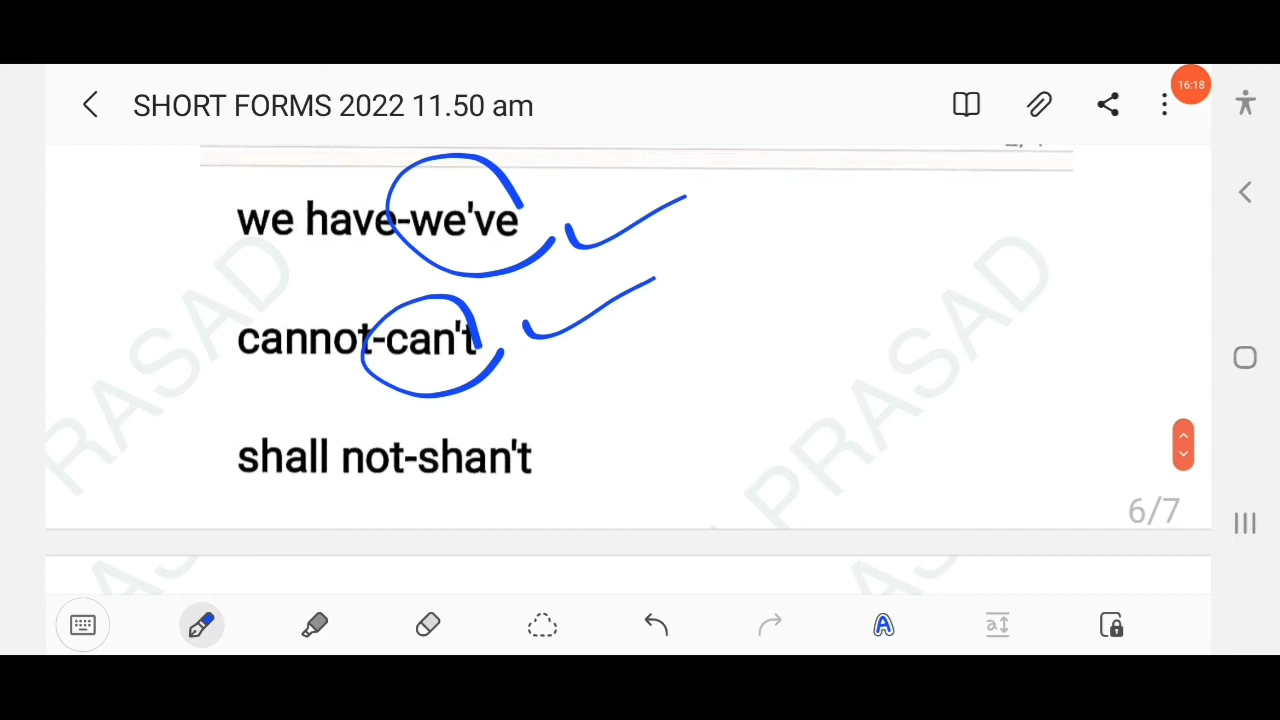 SHORT FORMS 2022 11.50 am
16:18
we have-we've
cannot-can't
shall not-shan't
PRASAD
PRASAD
6/7